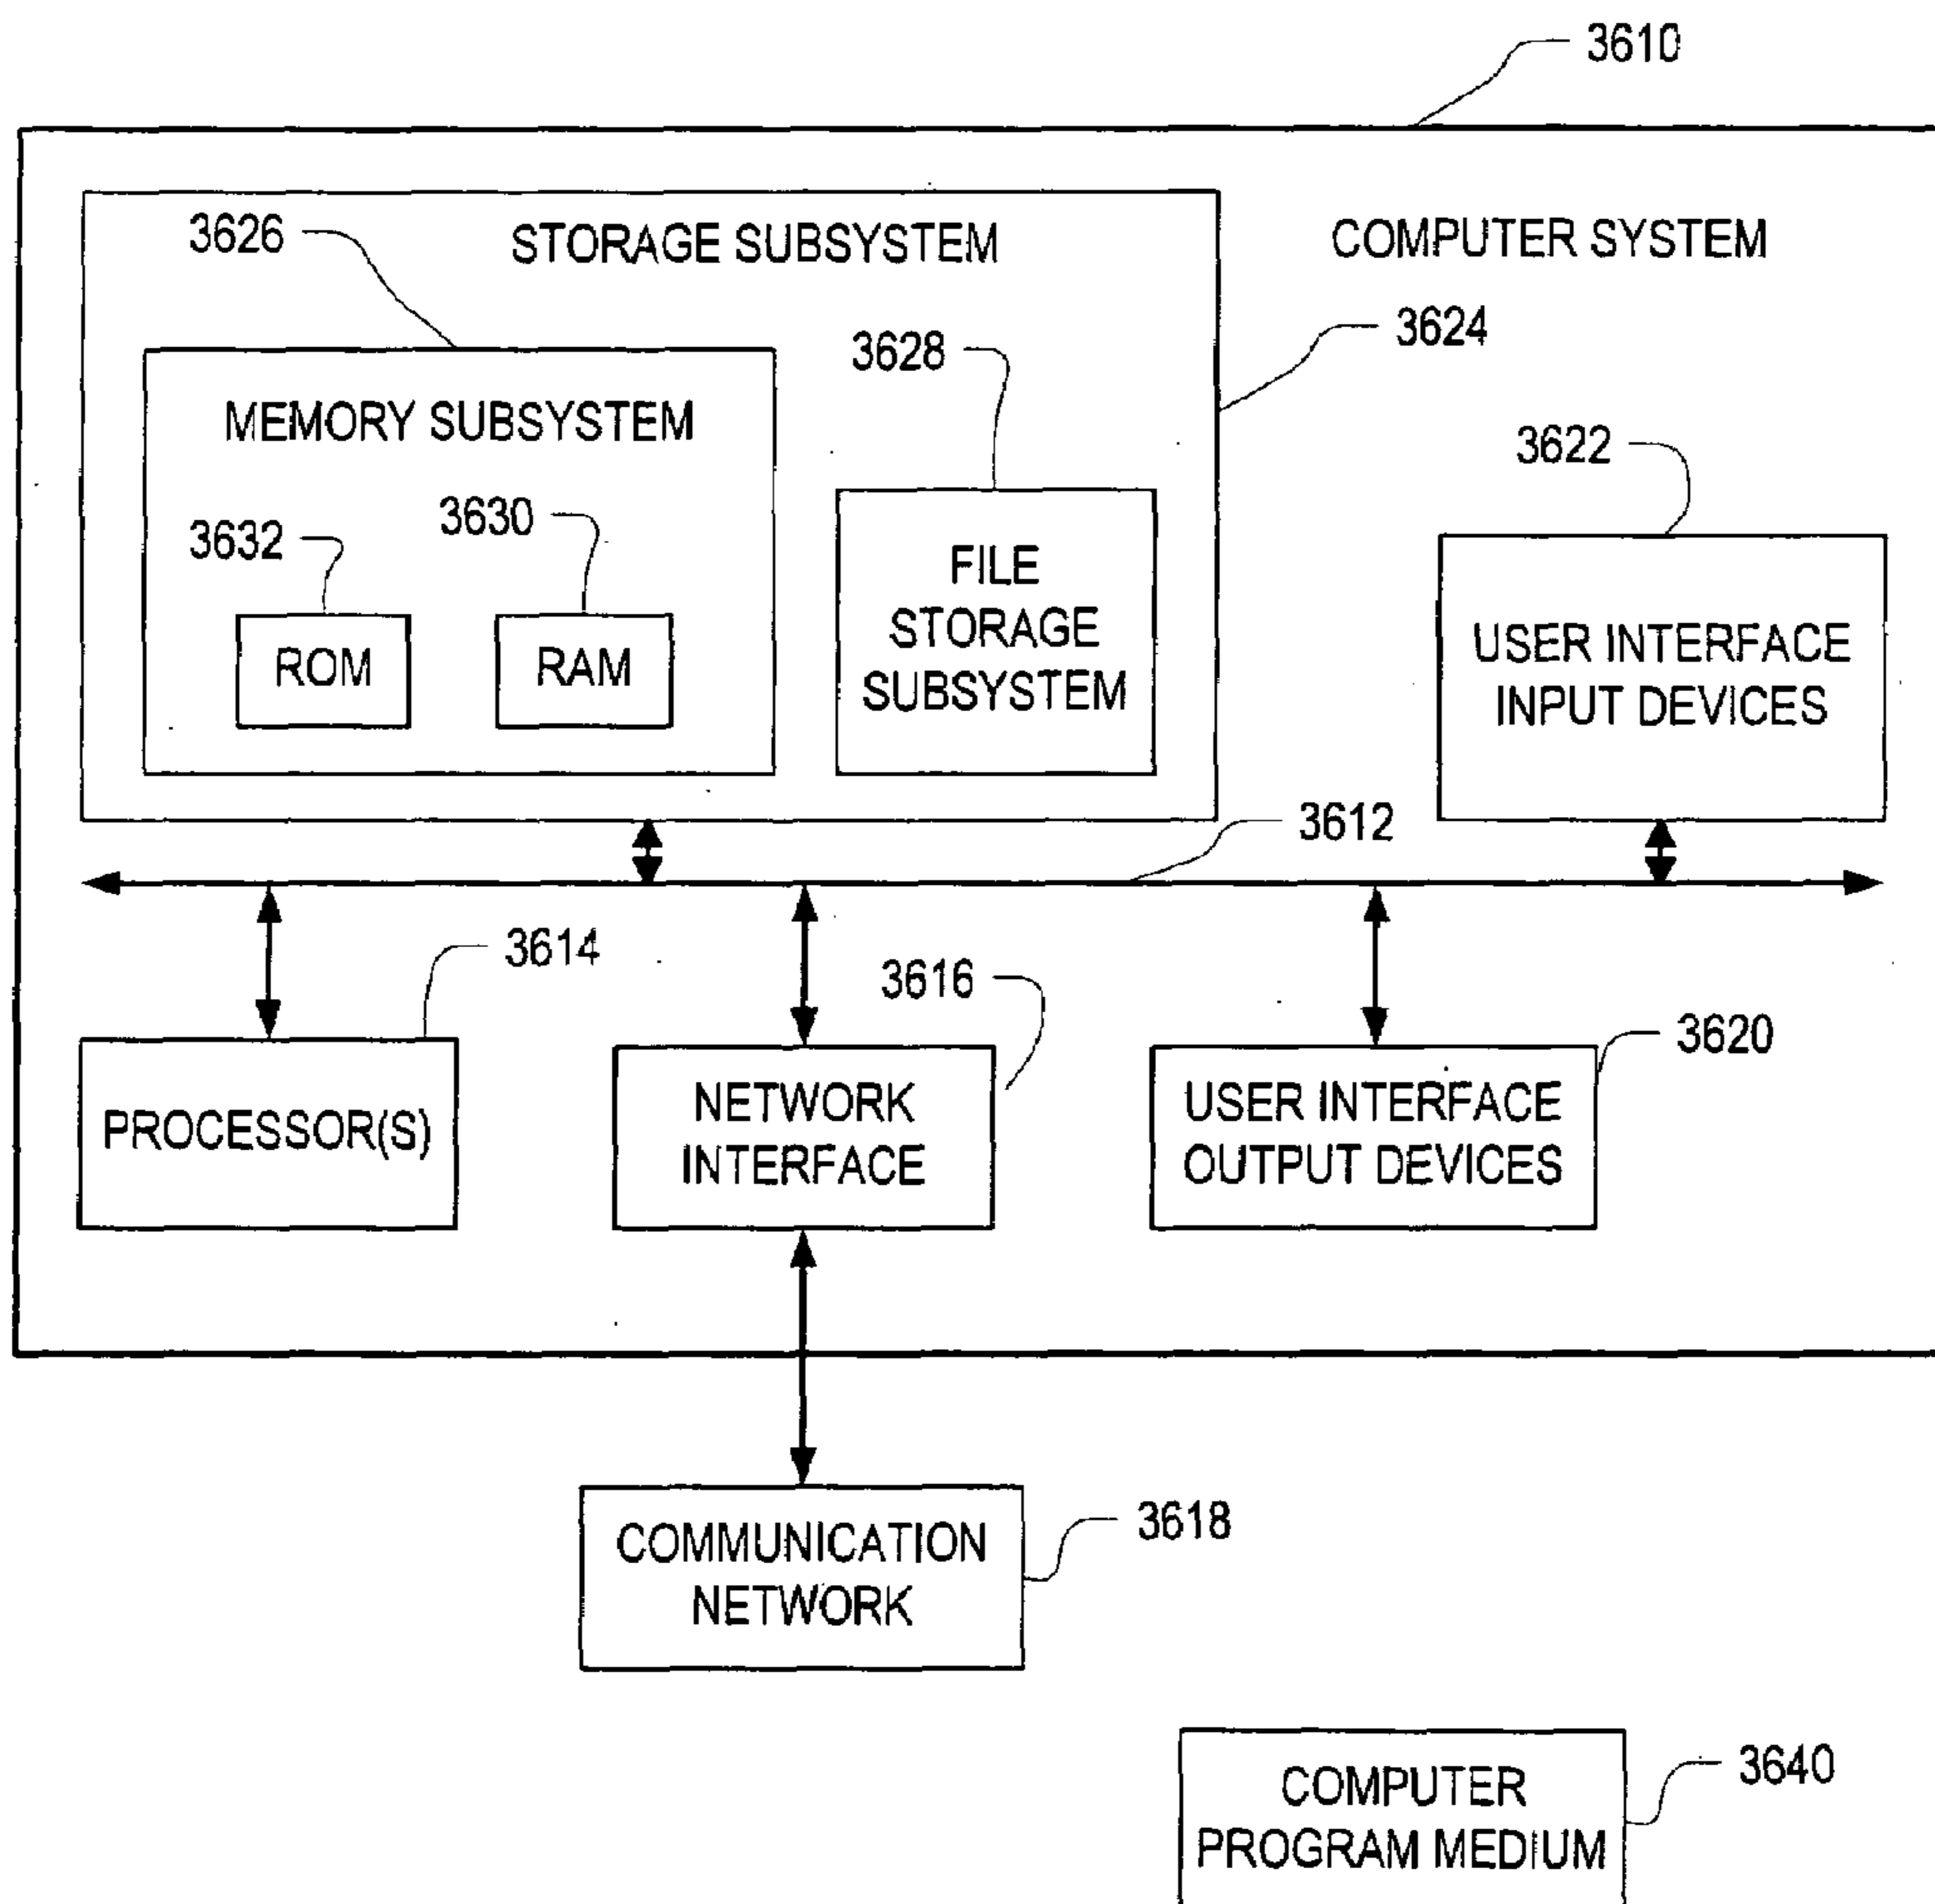 3610
3626
STORAGE SUBSYSTEM
COMPUTER SYSTEM
3624
3628
MEMORY SUBSYSTEM
3622
3632
3630
FILE
STORAGE
SUBSYSTEM
ROM
RAM
USER INTERFACE
INPUT DEVICES
3612
3614
3616
3620
PROCESSOR(S)
NETWORK
INTERFACE
USER INTERFACE
OUTPUT DEVICES
COMMUNICATION
NETWORK
3618
COMPUTER
PROGRAM MEDIUM
3640